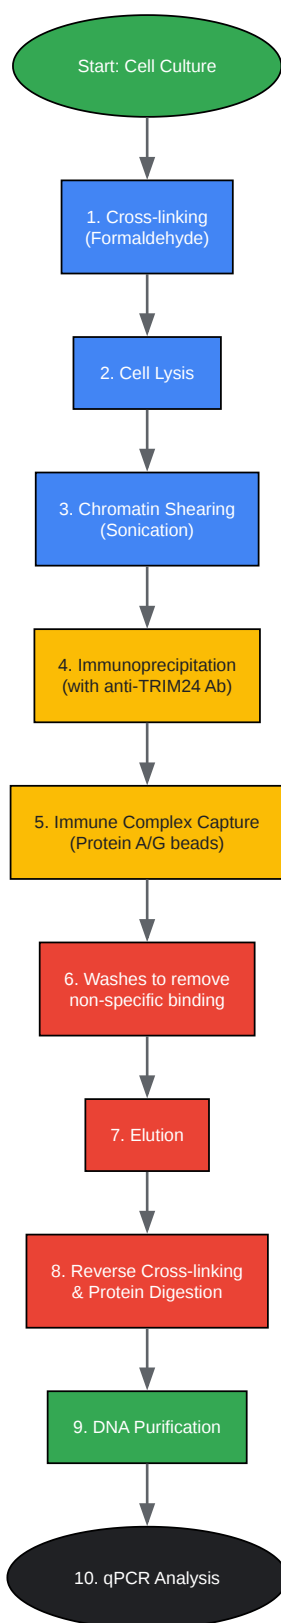 Start: Cell Culture
1. Cross-linking
(Formaldehyde)
2. Cell Lysis
3. Chromatin Shearing
(Sonication)
4. Immunoprecipitation
(with anti-TRIM24 Ab)
5. Immune Complex Capture
(Protein A/G beads)
6. Washes to remove
non-specific binding
7. Elution
8. Reverse Cross-linking
& Protein Digestion
9. DNA Purification
10. qPCR Analysis